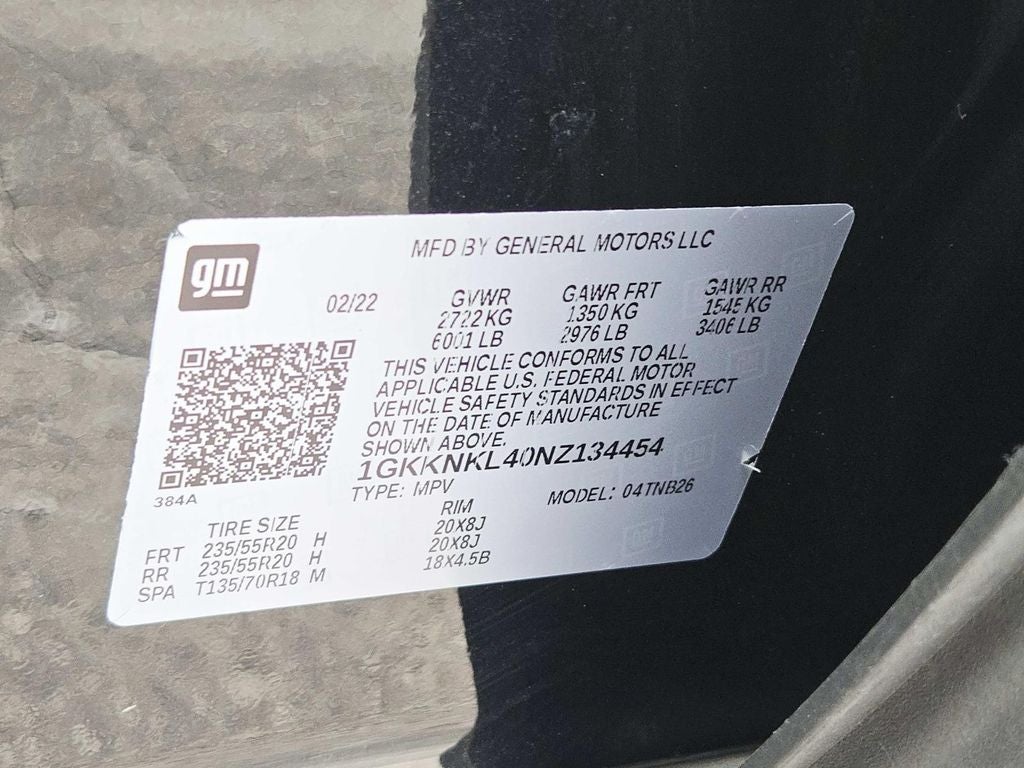 gm
MFD BY GENERAL MOTORS LLC
02/22
GVWR GAWR FRT GAWR RR
2722 KG 1350 KG 1545 KG
6001 LB 2976 LB 3406 LB
THIS VEHICLE CONFORMS TO ALL
APPLICABLE U.S. FEDERAL MOTOR
VEHICLE SAFETY STANDARDS IN EFFECT
ON THE DATE OF MANUFACTURE
SHOWN ABOVE.
1GKKNKL40NZ134454
384A
TYPE: MPV MODEL: 04TNB26
TIRE SIZE RIM
FRT 235/55R20 H 20X8J
RR 235/55R20 H 20X8J
SPA T135/70R18 M 18X4.5B